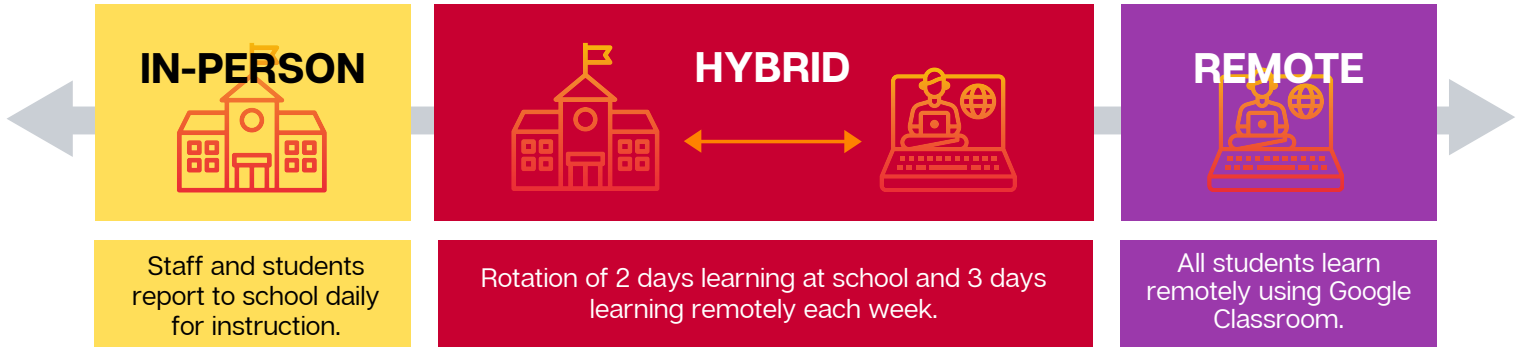 IN-PERSON
HYBRID
REMOTE
Staff and students
report to school daily
for instruction.
Rotation of 2 days learning at school and 3 days
learning remotely each week.
All students learn
remotely using Google
Classroom.